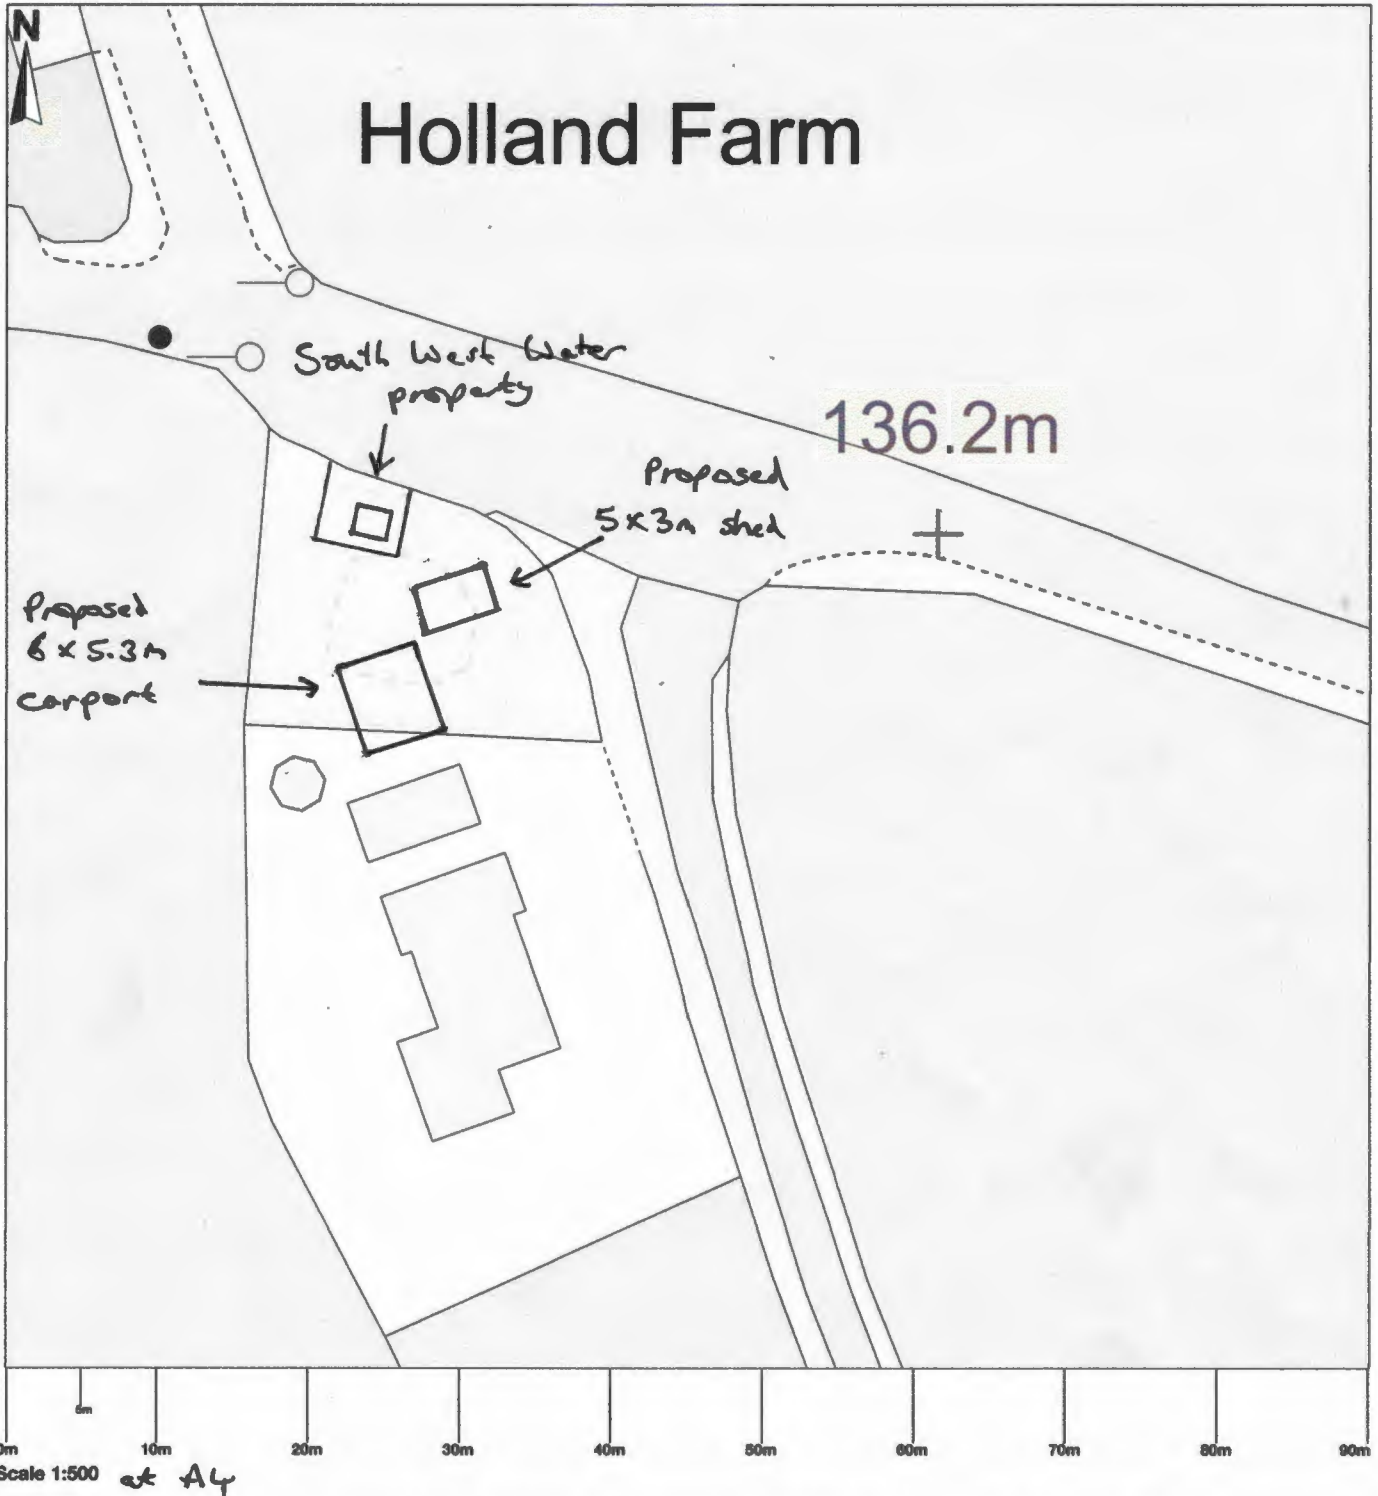 N
Holland Farm
South West Water
property
136.2m
Proposed
5x3m shed
Proposed
6 x 5.3m
carport
5m
0m 10m 20m 30m 40m 50m 60m 70m 80m 90m
Scale 1:500 at A4